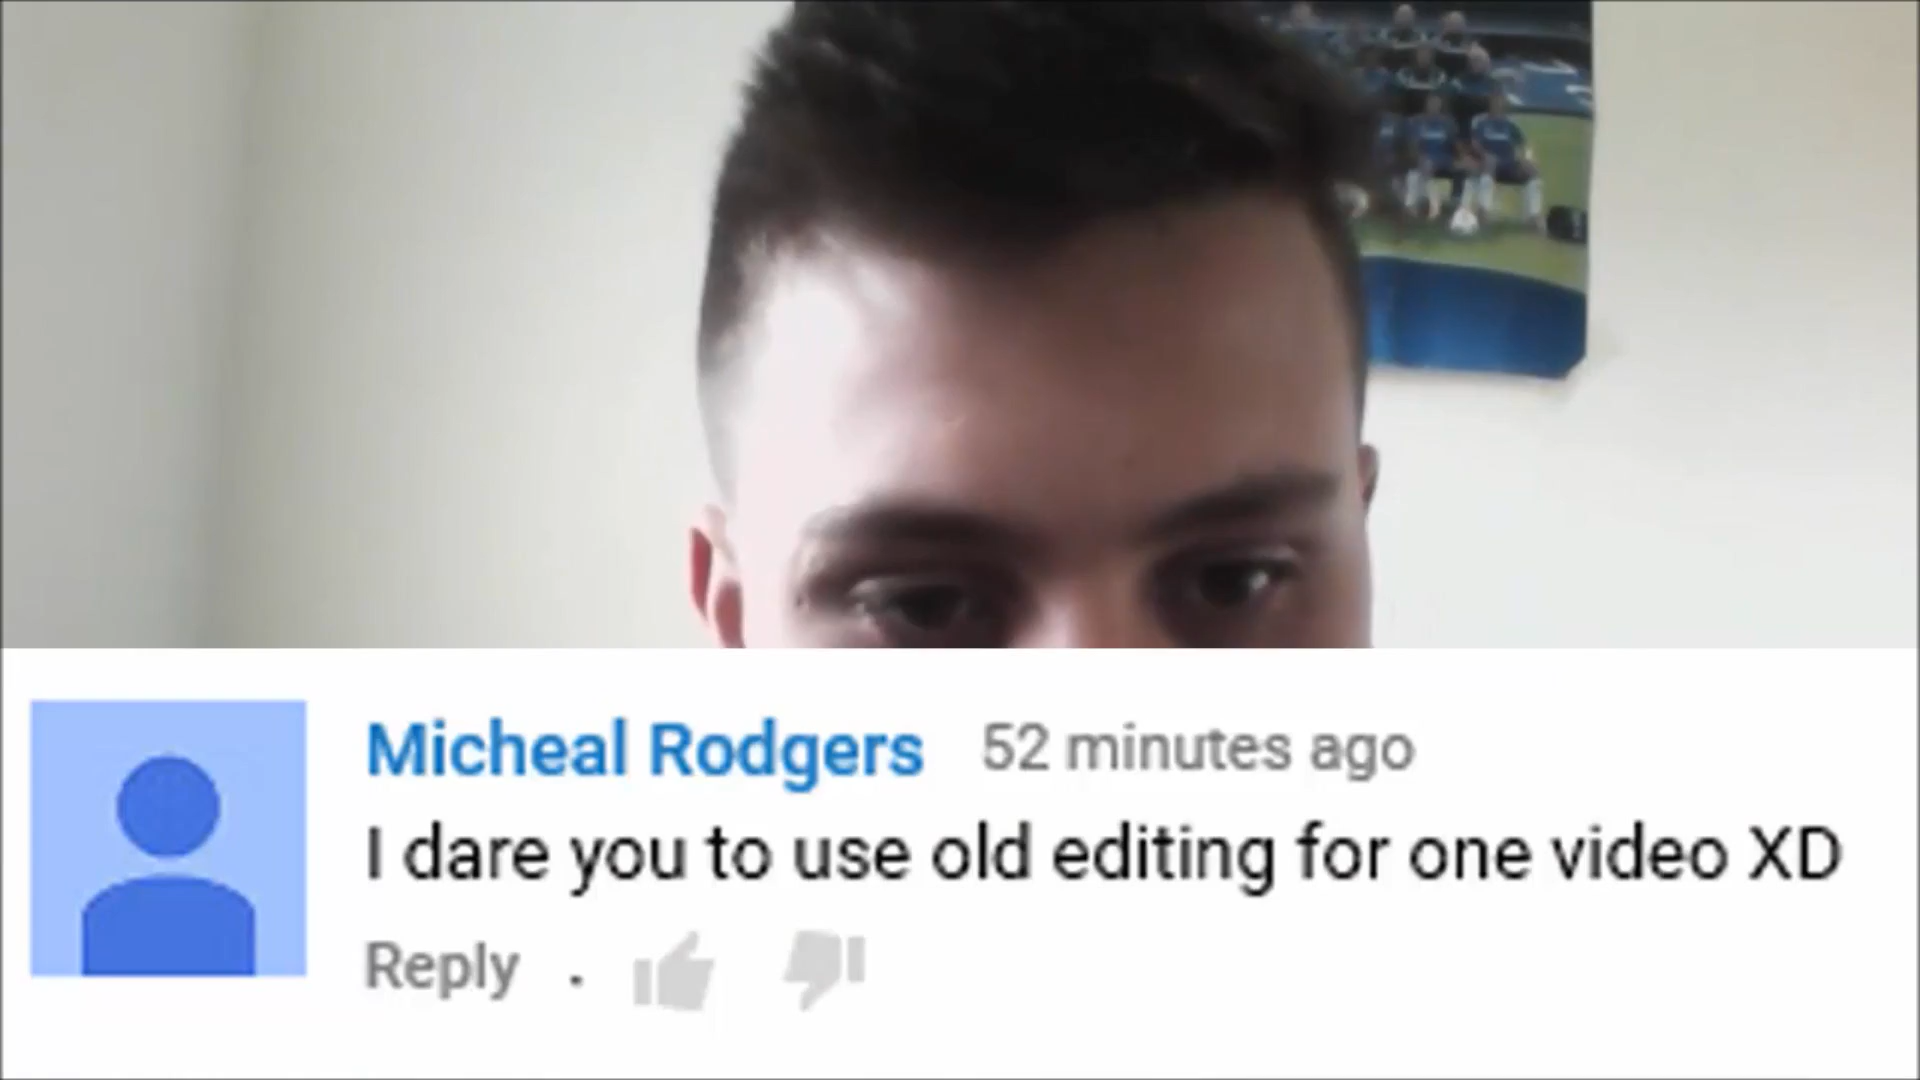 Micheal Rodgers 52 minutes ago
I dare you to use old editing for one video XD
Reply .